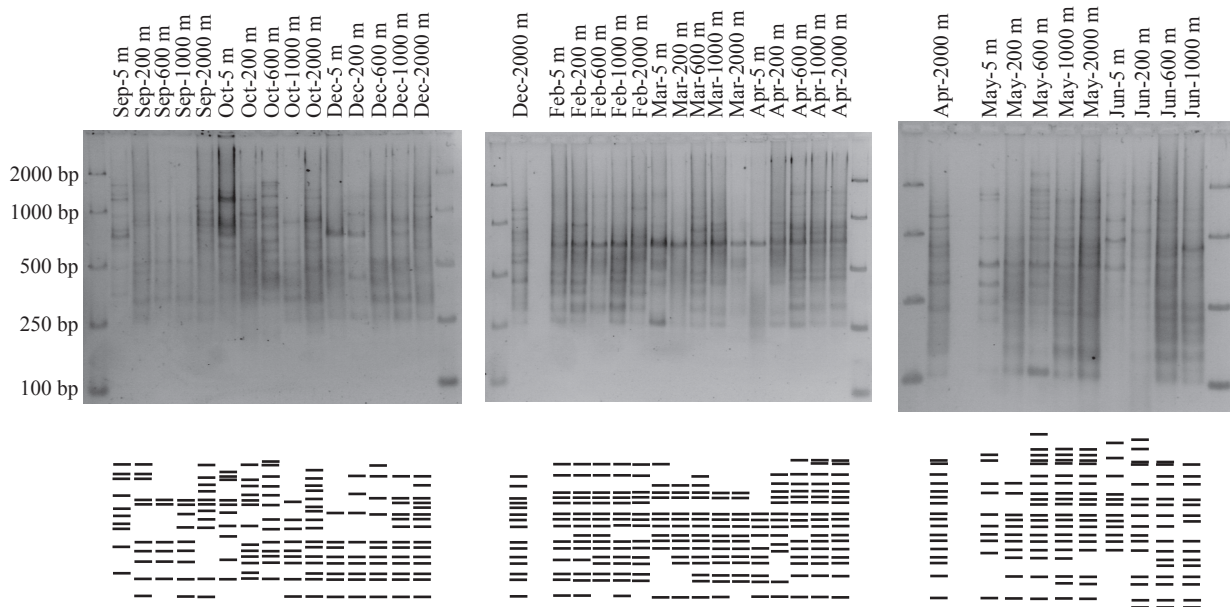 Sep-5 m
Sep-200 m
Sep-600 m
Sep-1000 m
Sep-2000 m
Oct-5 m
Oct-200 m
Oct-600 m
Oct-1000 m
Oct-2000 m
Dec-5 m
Dec-200 m
Dec-600 m
Dec-1000 m
Dec-2000 m
Dec-2000 m
Feb-5 m
Feb-200 m
Feb-600 m
Feb-1000 m
Feb-2000 m
Mar-5 m
Mar-200 m
Mar-600 m
Mar-1000 m
Mar-2000 m
Apr-5 m
Apr-200 m
Apr-600 m
Apr-1000 m
Apr-2000 m
Apr-2000 m
May-5 m
May-200 m
May-600 m
May-1000 m
May-2000 m
Jun-5 m
Jun-200 m
Jun-600 m
Jun-1000 m
2000 bp
1000 bp
500 bp
250 bp
100 bp